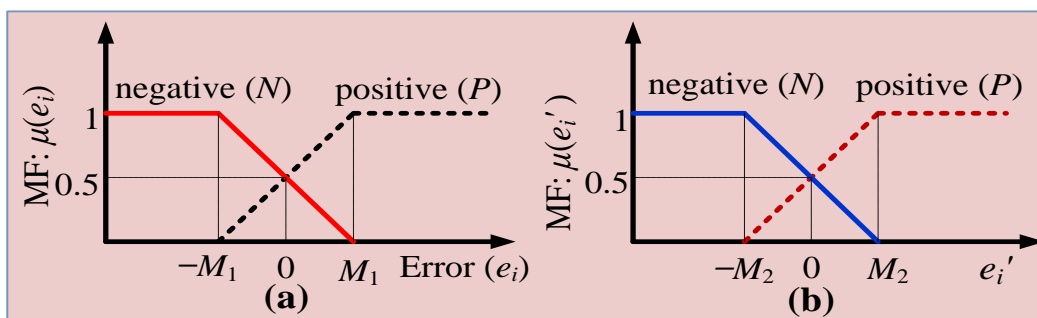 MF: μ(e_i)
negative (N)
positive (P)
1
0.5
−M₁
0
M₁
Error (e_i)
(a)
MF: μ(e_i′)
negative (N)
positive (P)
1
0.5
−M₂
0
M₂
e_i′
(b)